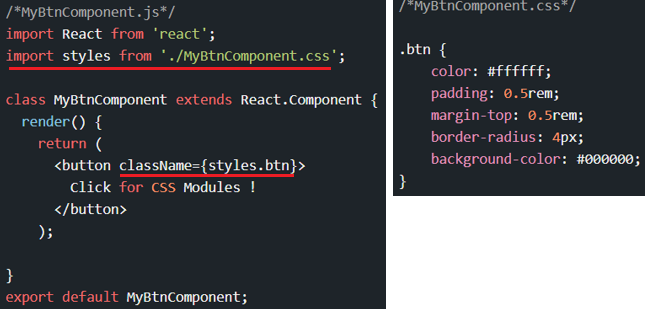 /*MyBtnComponent.js*/
import React from 'react';
import styles from './MyBtnComponent.css';
class MyBtnComponent extends React.Component {
render() {
return (
<button className={styles.btn}>
Click for CSS Modules !
</button>
);
}
export default MyBtnComponent;
/*MyBtnComponent.css*/
.btn {
color: #ffffff;
padding: 0.5rem;
margin-top: 0.5rem;
border-radius: 4px;
background-color: #000000;
}